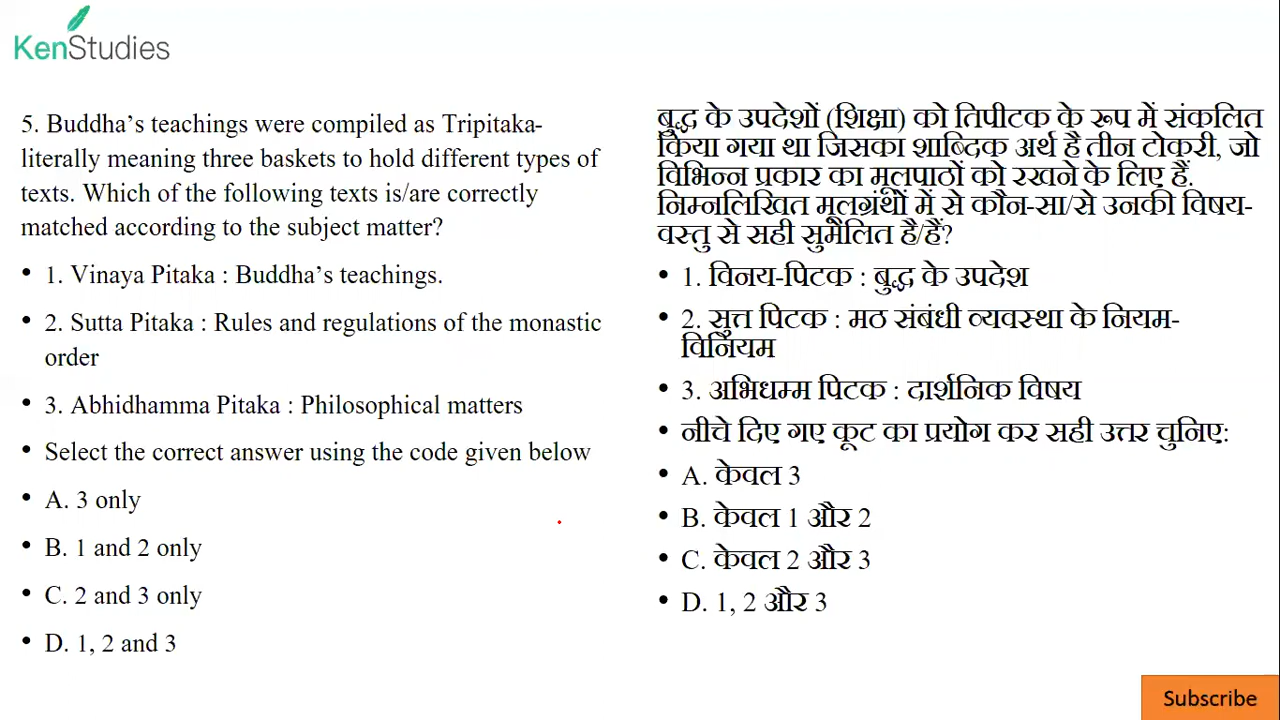 KenStudies
5. Buddha's teachings were compiled as Tripitaka-
literally meaning three baskets to hold different types of
texts. Which of the following texts is/are correctly
matched according to the subject matter?
• 1. Vinaya Pitaka : Buddha's teachings.
• 2. Sutta Pitaka : Rules and regulations of the monastic
order
• 3. Abhidhamma Pitaka : Philosophical matters
• Select the correct answer using the code given below
• A. 3 only
• B. 1 and 2 only
• C. 2 and 3 only
• D. 1, 2 and 3
बुद्ध के उपदेशों (शिक्षा) को तिपीटक के रूप में संकलित
किया गया था जिसका शाब्दिक अर्थ है तीन टोकरी, जो
विभिन्न प्रकार का मूलपाठों को रखने के लिए हैं.
निम्नलिखित मूलग्रंथों में से कौन-सा/से उनकी विषय-
वस्तु से सही सुमेलित है/हैं?
• 1. विनय-पिटक : बुद्ध के उपदेश
• 2. सुत्त पिटक : मठ संबंधी व्यवस्था के नियम-
विनियम
• 3. अभिधम्म पिटक : दार्शनिक विषय
• नीचे दिए गए कूट का प्रयोग कर सही उत्तर चुनिए:
• A. केवल 3
• B. केवल 1 और 2
• C. केवल 2 और 3
• D. 1, 2 और 3
Subscribe